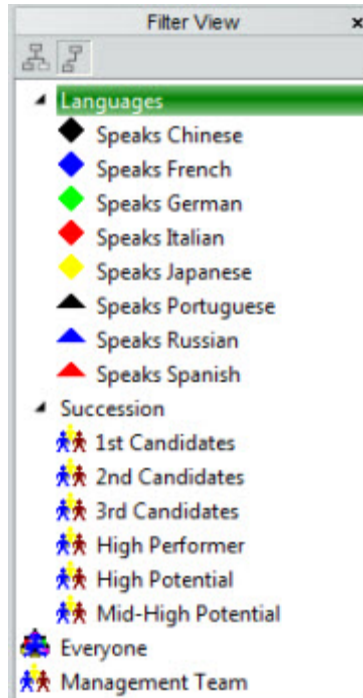 Filter View
Languages
Speaks Chinese
Speaks French
Speaks German
Speaks Italian
Speaks Japanese
Speaks Portuguese
Speaks Russian
Speaks Spanish
Succession
1st Candidates
2nd Candidates
3rd Candidates
High Performer
High Potential
Mid-High Potential
Everyone
Management Team